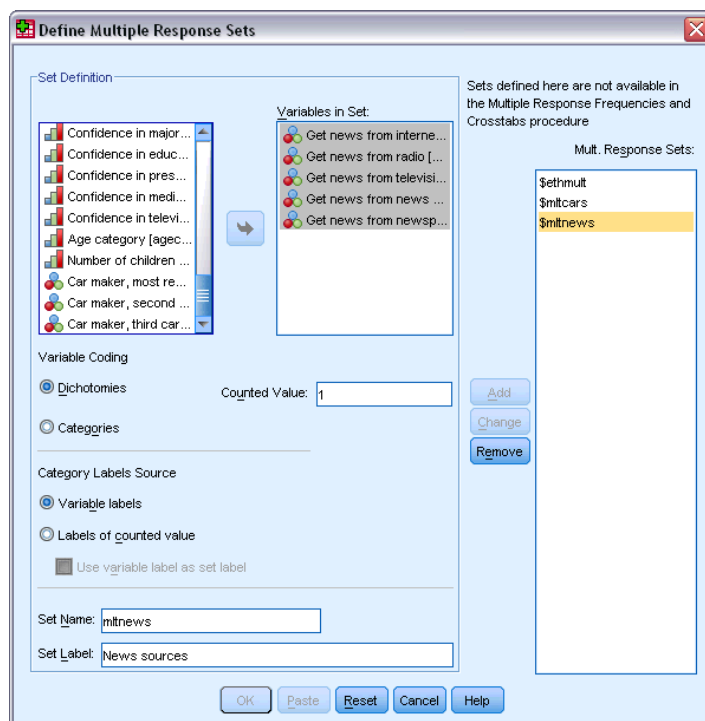 Define Multiple Response Sets
Set Definition
Confidence in major...
Confidence in educ...
Confidence in pres...
Confidence in medi...
Confidence in televi...
Age category [agec...
Number of children ...
Car maker, most re...
Car maker, second ...
Car maker, third car...
Variables in Set:
Get news from interne...
Get news from radio [...
Get news from televisi...
Get news from news ...
Get news from newsp...
Variable Coding
Dichotomies
Counted Value: 1
Categories
Category Labels Source
Variable labels
Labels of counted value
Use variable label as set label
Set Name: mltnews
Set Label: News sources
Sets defined here are not available in
the Multiple Response Frequencies and
Crosstabs procedure
Mult. Response Sets:
$ethmult
$mltcars
$mltnews
Add
Change
Remove
OK Paste Reset Cancel Help